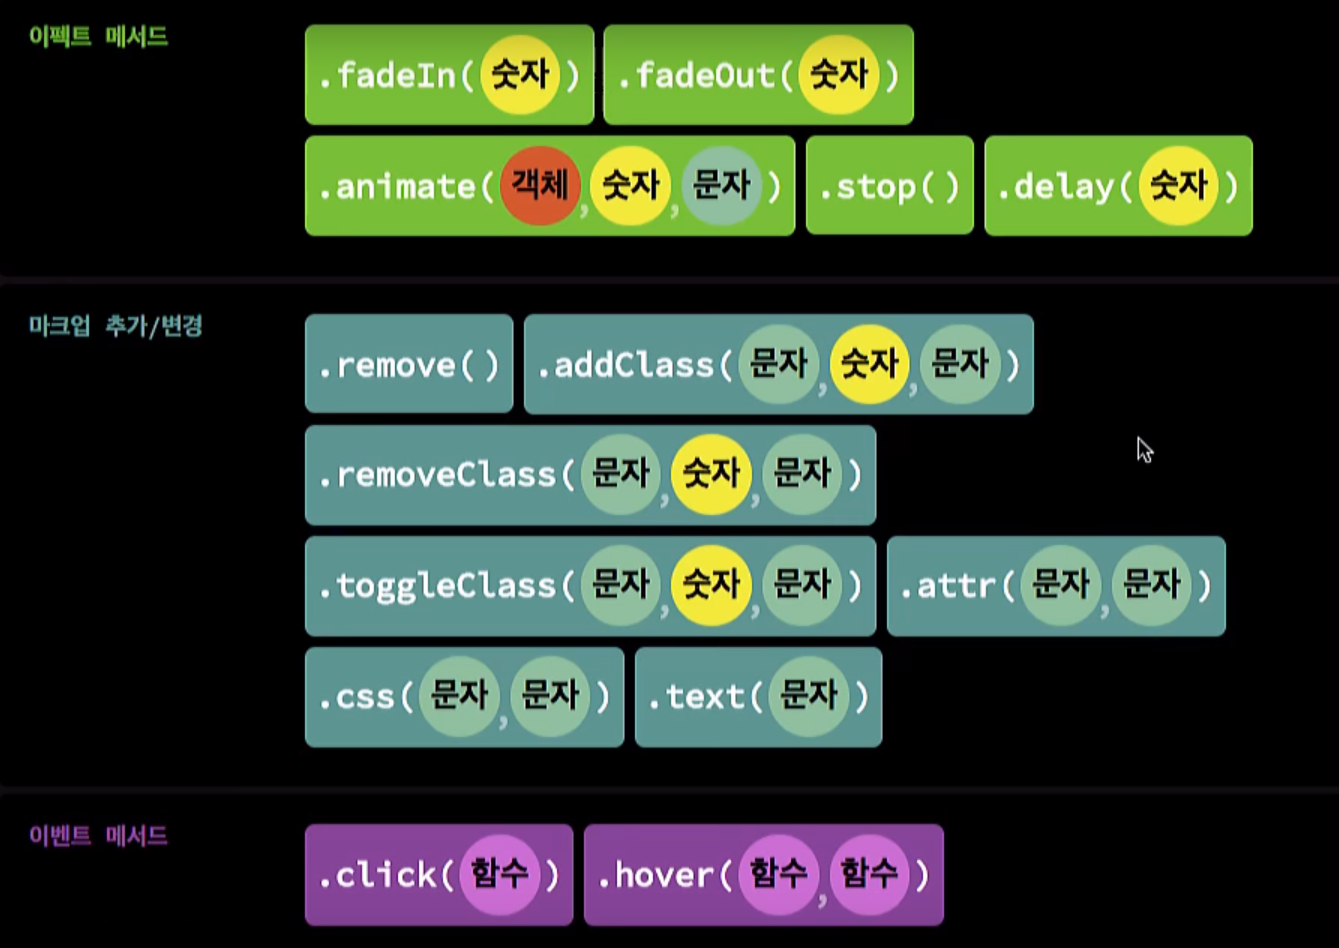 이펙트 메서드
.fadeIn(숫자) .fadeOut(숫자)
.animate(객체,숫자,문자) .stop() .delay(숫자)
마크업 추가/변경
.remove() .addClass(문자,숫자,문자)
.removeClass(문자,숫자,문자)
.toggleClass(문자,숫자,문자) .attr(문자,문자)
.css(문자,문자) .text(문자)
이벤트 메서드
.click(함수) .hover(함수,함수)